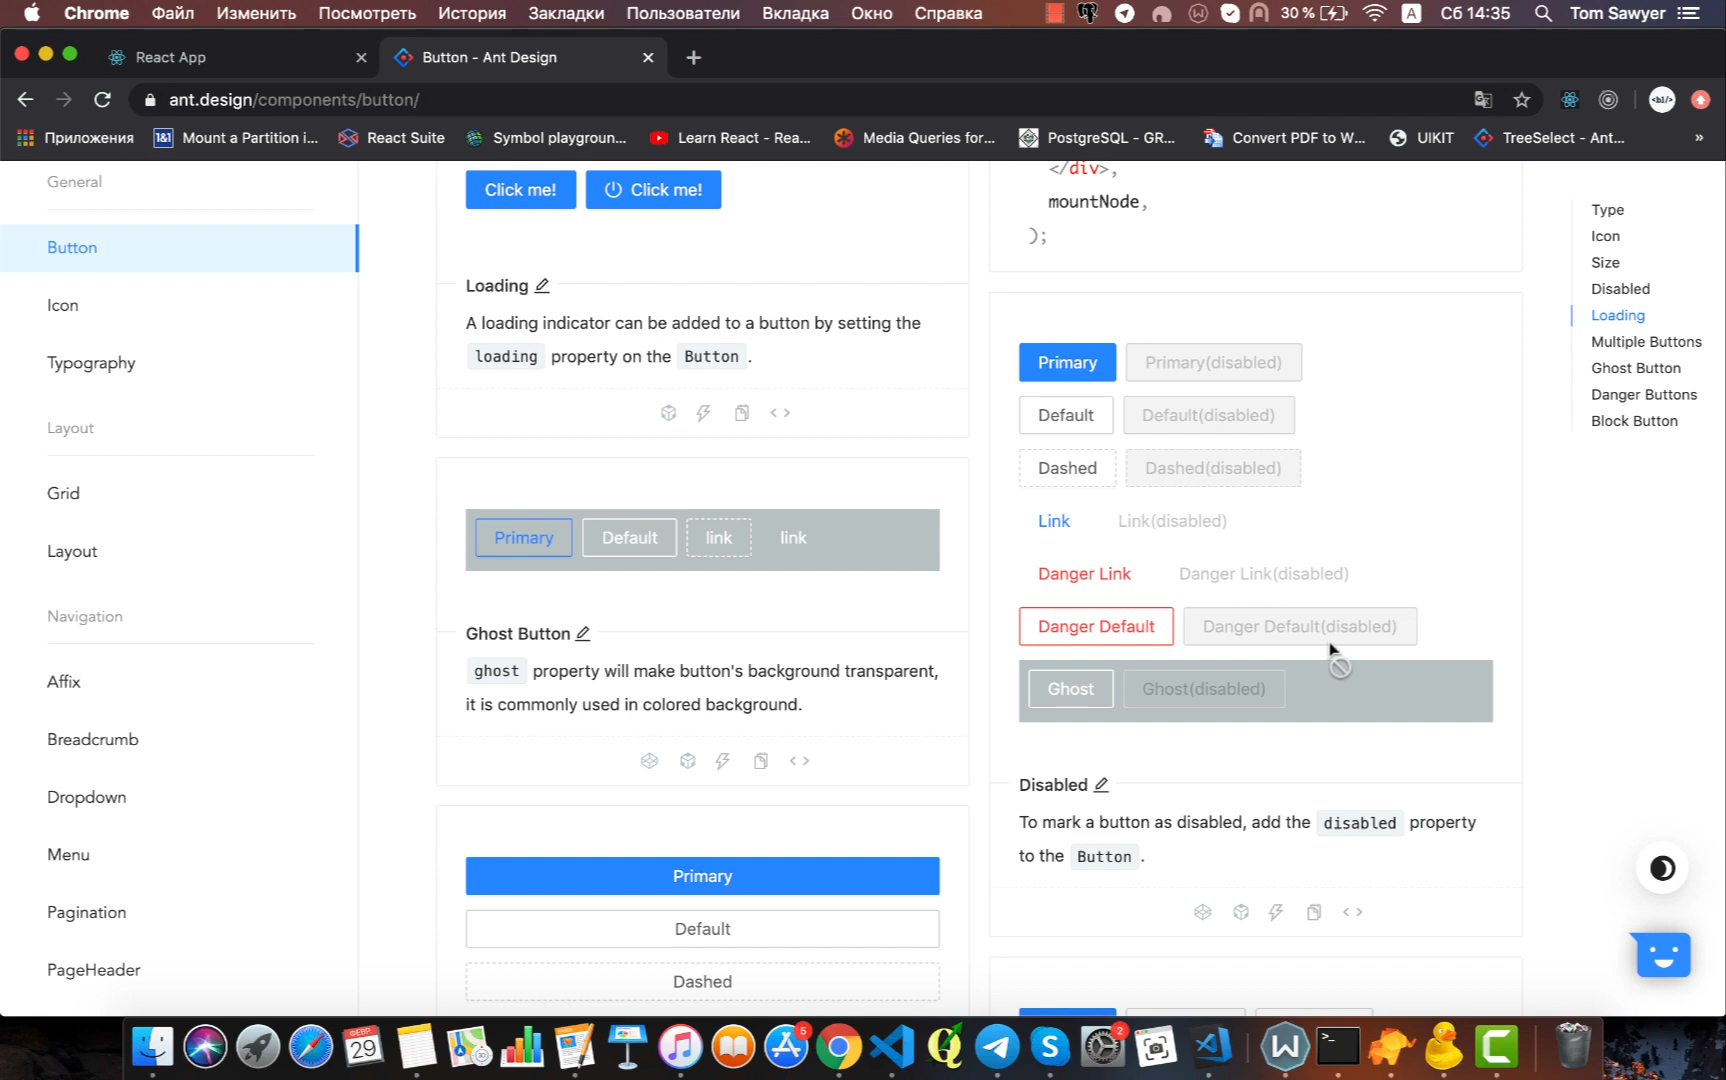 Chrome Файл Изменить Посмотреть История Закладки Пользователи Вкладка Окно Справка 30 % A Сб 14:35 Tom Sawyer
React App Button - Ant Design
ant.design/components/button/
Приложения 1&1 Mount a Partition i... React Suite Symbol playgroun... Learn React - Rea... Media Queries for... PostgreSQL - GR... Convert PDF to W... UIKIT TreeSelect - Ant... »
General
Button
Icon
Typography
Layout
Grid
Layout
Navigation
Affix
Breadcrumb
Dropdown
Menu
Pagination
PageHeader
Click me! Click me!
Loading
A loading indicator can be added to a button by setting the
loading property on the Button .
Primary Default link link
Ghost Button
ghost property will make button's background transparent,
it is commonly used in colored background.
Primary
Default
Dashed
</div>,
mountNode,
);
Primary Primary(disabled)
Default Default(disabled)
Dashed Dashed(disabled)
Link Link(disabled)
Danger Link Danger Link(disabled)
Danger Default Danger Default(disabled)
Ghost Ghost(disabled)
Disabled
To mark a button as disabled, add the disabled property
to the Button .
Type
Icon
Size
Disabled
Loading
Multiple Buttons
Ghost Button
Danger Buttons
Block Button
ФЕВР
29
5
2